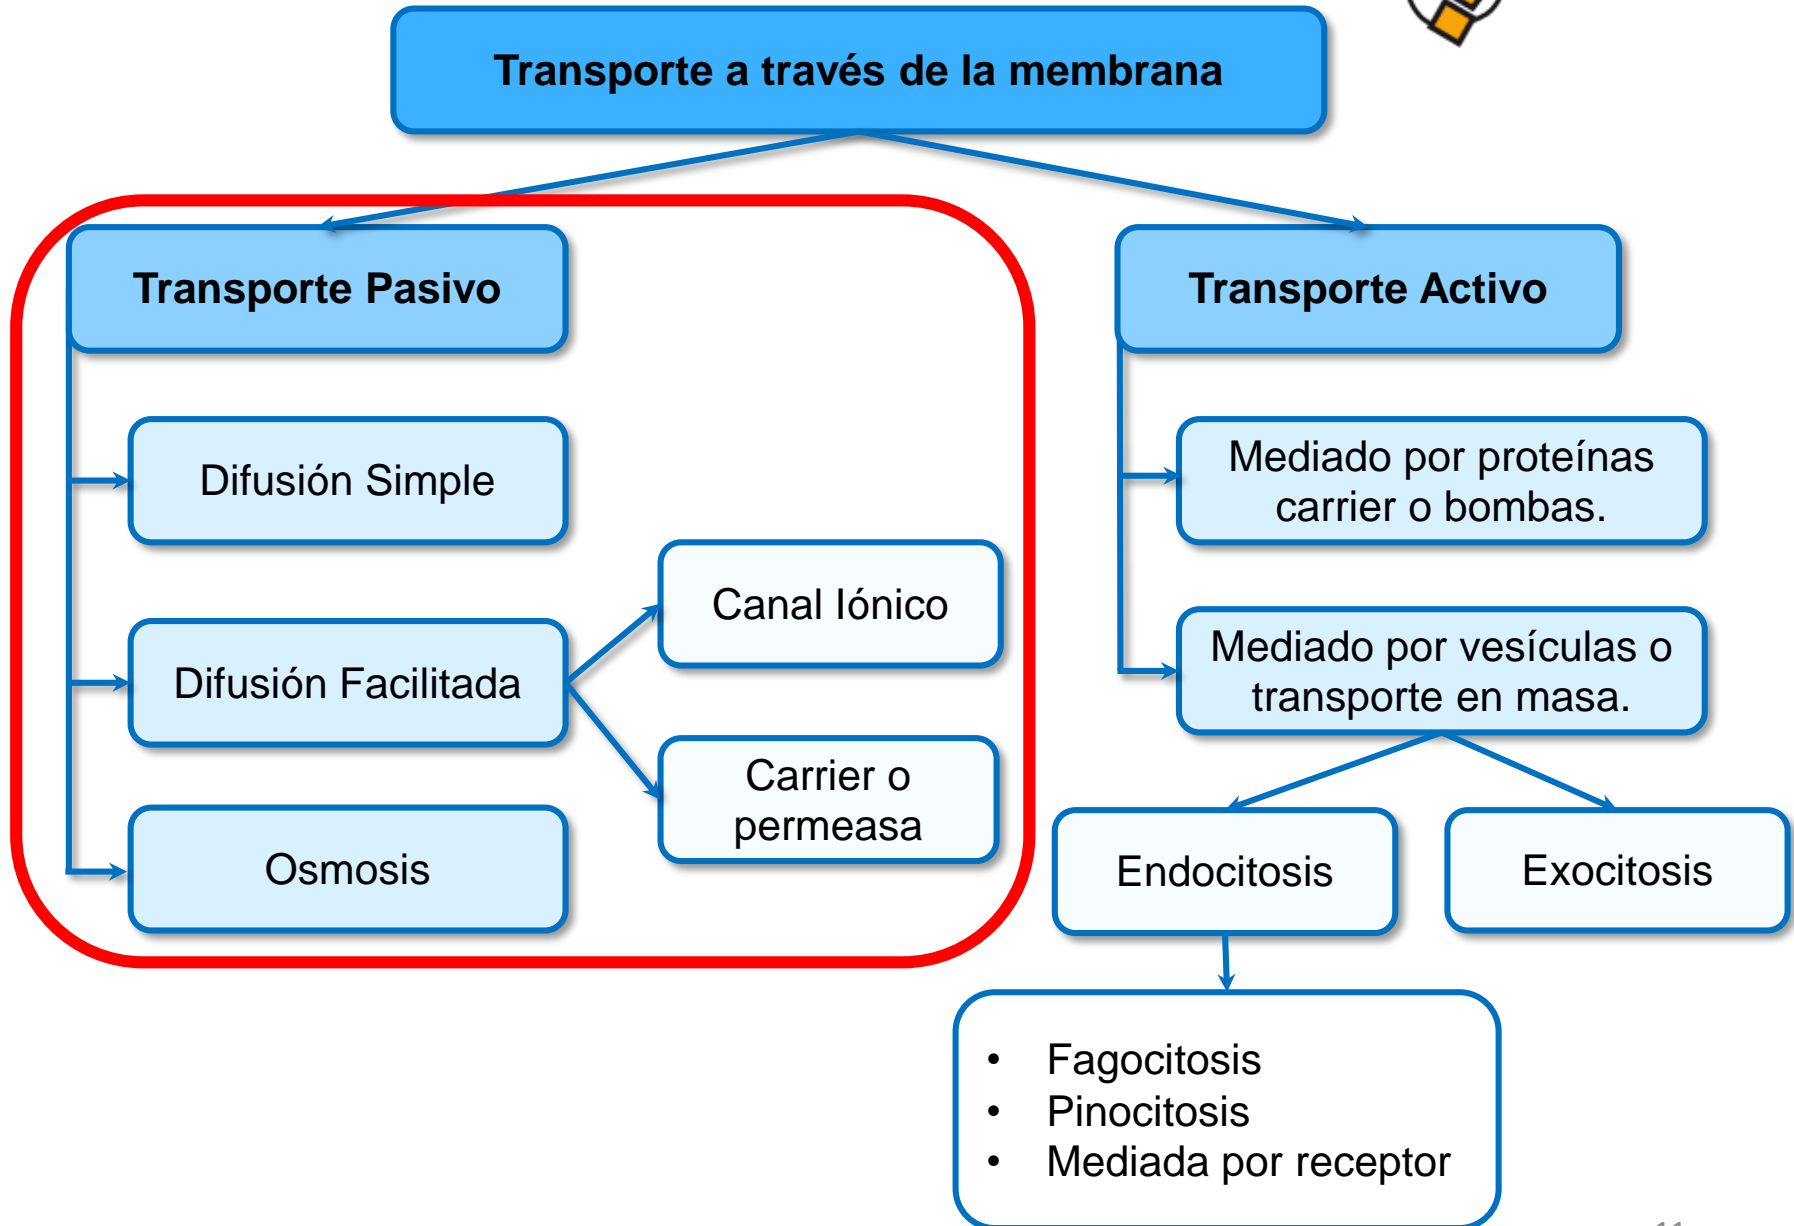 Transporte a través de la membrana
Transporte Pasivo
Difusión Simple
Difusión Facilitada
Canal Iónico
Carrier o
permeasa
Osmosis
Transporte Activo
Mediado por proteínas
carrier o bombas.
Mediado por vesículas o
transporte en masa.
Endocitosis
Exocitosis
• Fagocitosis
• Pinocitosis
• Mediada por receptor